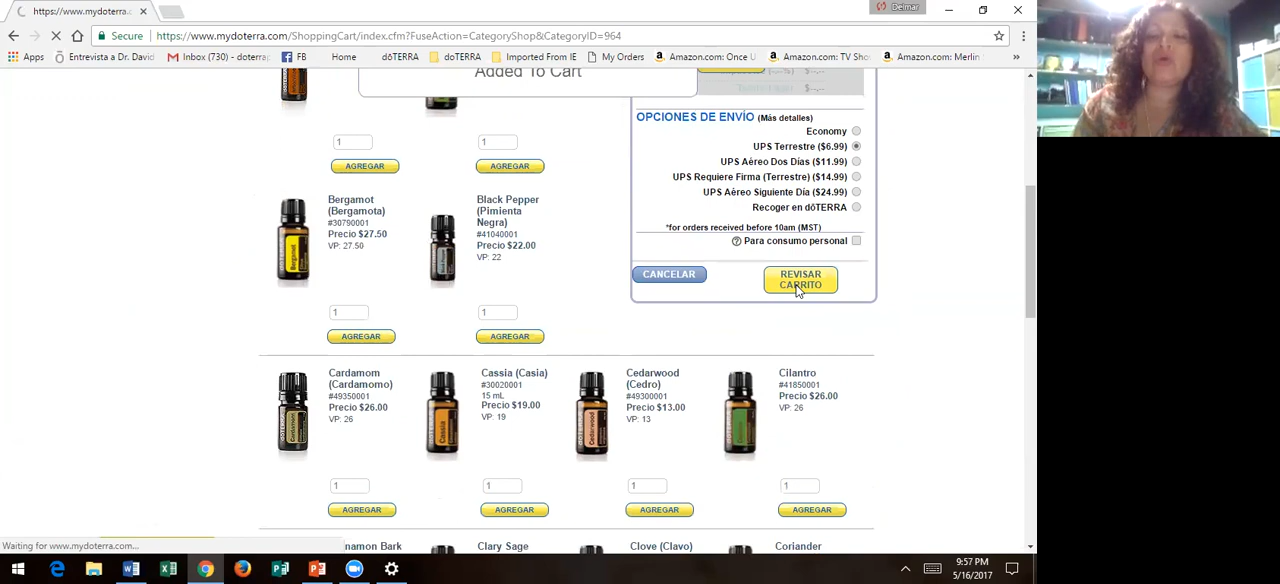 https://www.mydoterra.c
Delmar
Secure
https://www.mydoterra.com/ShoppingCart/index.cfm?FuseAction=CategoryShop&CategoryID=964
Apps
Entrevista a Dr. David
Inbox (730) - doterra
FB
Home
dōTERRA
doTERRA
Imported From IE
My Orders
Amazon.com: Once U
Amazon.com: TV Sho
Amazon.com: Merlin
»
Added To Cart
$--.--
$--.--
OPCIONES DE ENVÍO (Más detalles)
Economy
UPS Terrestre ($6.99)
UPS Aéreo Dos Días ($11.99)
UPS Requiere Firma (Terrestre) ($14.99)
UPS Aéreo Siguiente Día ($24.99)
Recoger en dōTERRA
*for orders received before 10am (MST)
Para consumo personal
CANCELAR
REVISAR
CARRITO
1
1
AGREGAR
AGREGAR
Bergamot
(Bergamota)
#30790001
Precio $27.50
VP: 27.50
Black Pepper
(Pimienta
Negra)
#41040001
Precio $22.00
VP: 22
1
1
AGREGAR
AGREGAR
Cardamom
(Cardamomo)
#49350001
Precio $26.00
VP: 26
Cassia (Casia)
#30020001
15 mL
Precio $19.00
VP: 19
Cedarwood
(Cedro)
#49300001
Precio $13.00
VP: 13
Cilantro
#41850001
Precio $26.00
VP: 26
1
1
1
1
AGREGAR
AGREGAR
AGREGAR
AGREGAR
Bark
Clary Sage
Clove (Clavo)
Coriander
Waiting for www.mydoterra.com...
9:57 PM
5/16/2017